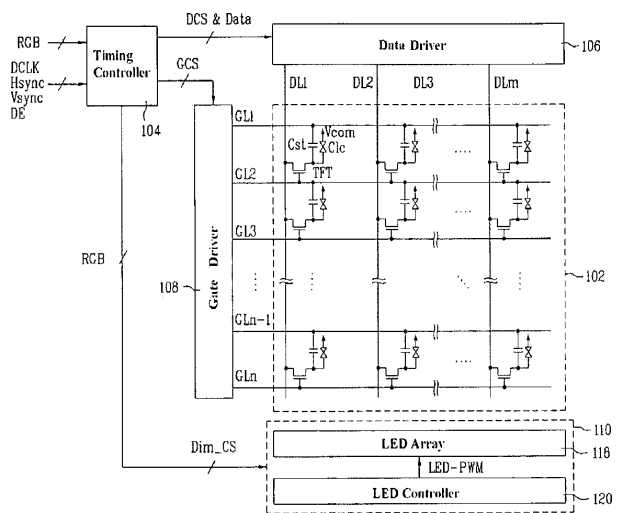 DCS & Data
RGB
Timing
Controller
Data Driver
106
DCLK
Hsync
Vsync
DE
GCS
104
DL1
DL2
DL3
DLm
GL1
Vcom
Cst
Clc
TFT
GL2
GL3
RGB
108
Gate Driver
102
GLn-1
GLn
110
LED Array
118
Dim_CS
LED-PWM
LED Controller
120